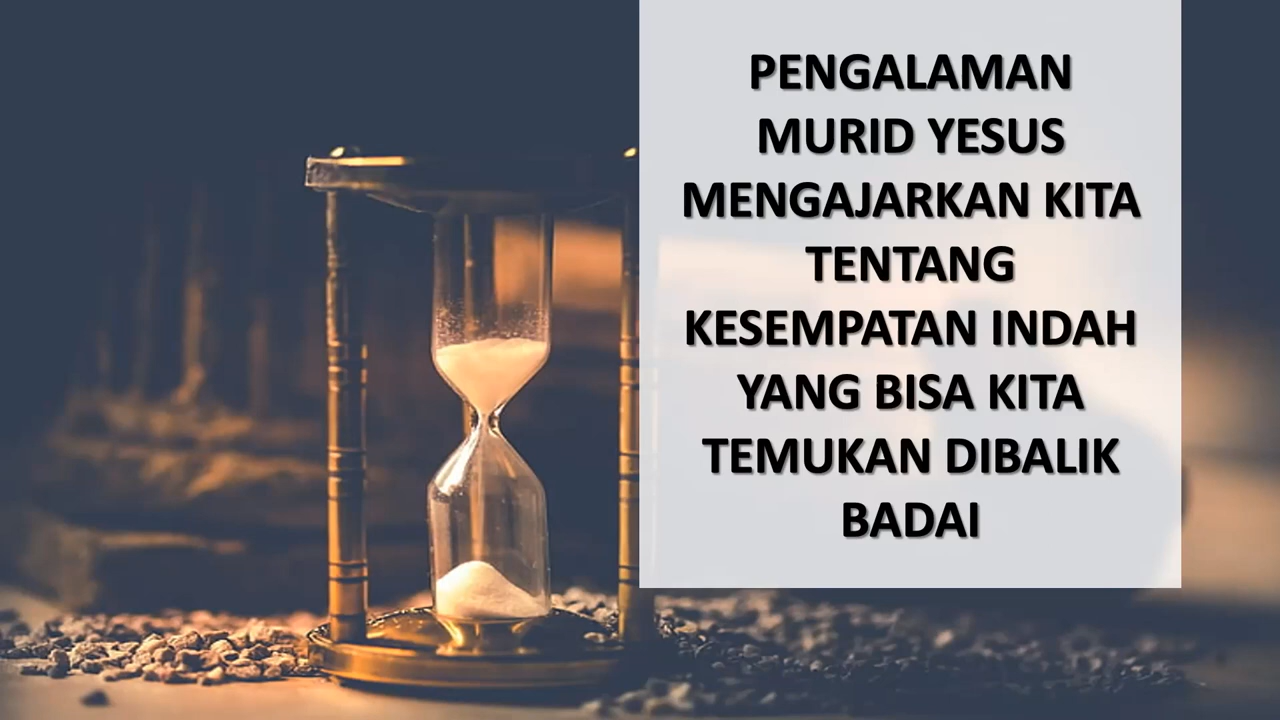 PENGALAMAN
MURID YESUS
MENGAJARKAN KITA
TENTANG
KESEMPATAN INDAH
YANG BISA KITA
TEMUKAN DIBALIK
BADAI